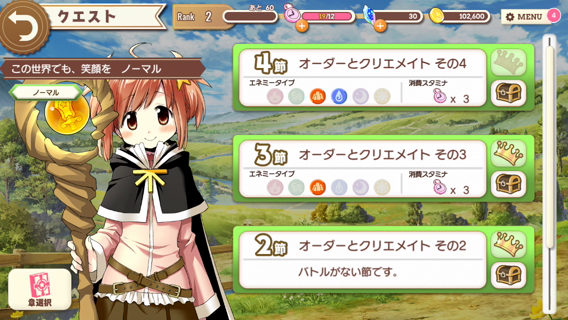 クエスト
Rank 2
あと 60
19/12
30
102,600
MENU
4
この世界でも、笑顔を ノーマル
ノーマル
4節 オーダーとクリエメイト その4
エネミータイプ
消費スタミナ
x 3
3節 オーダーとクリエメイト その3
エネミータイプ
消費スタミナ
x 3
2節 オーダーとクリエメイト その2
バトルがない節です。
章選択